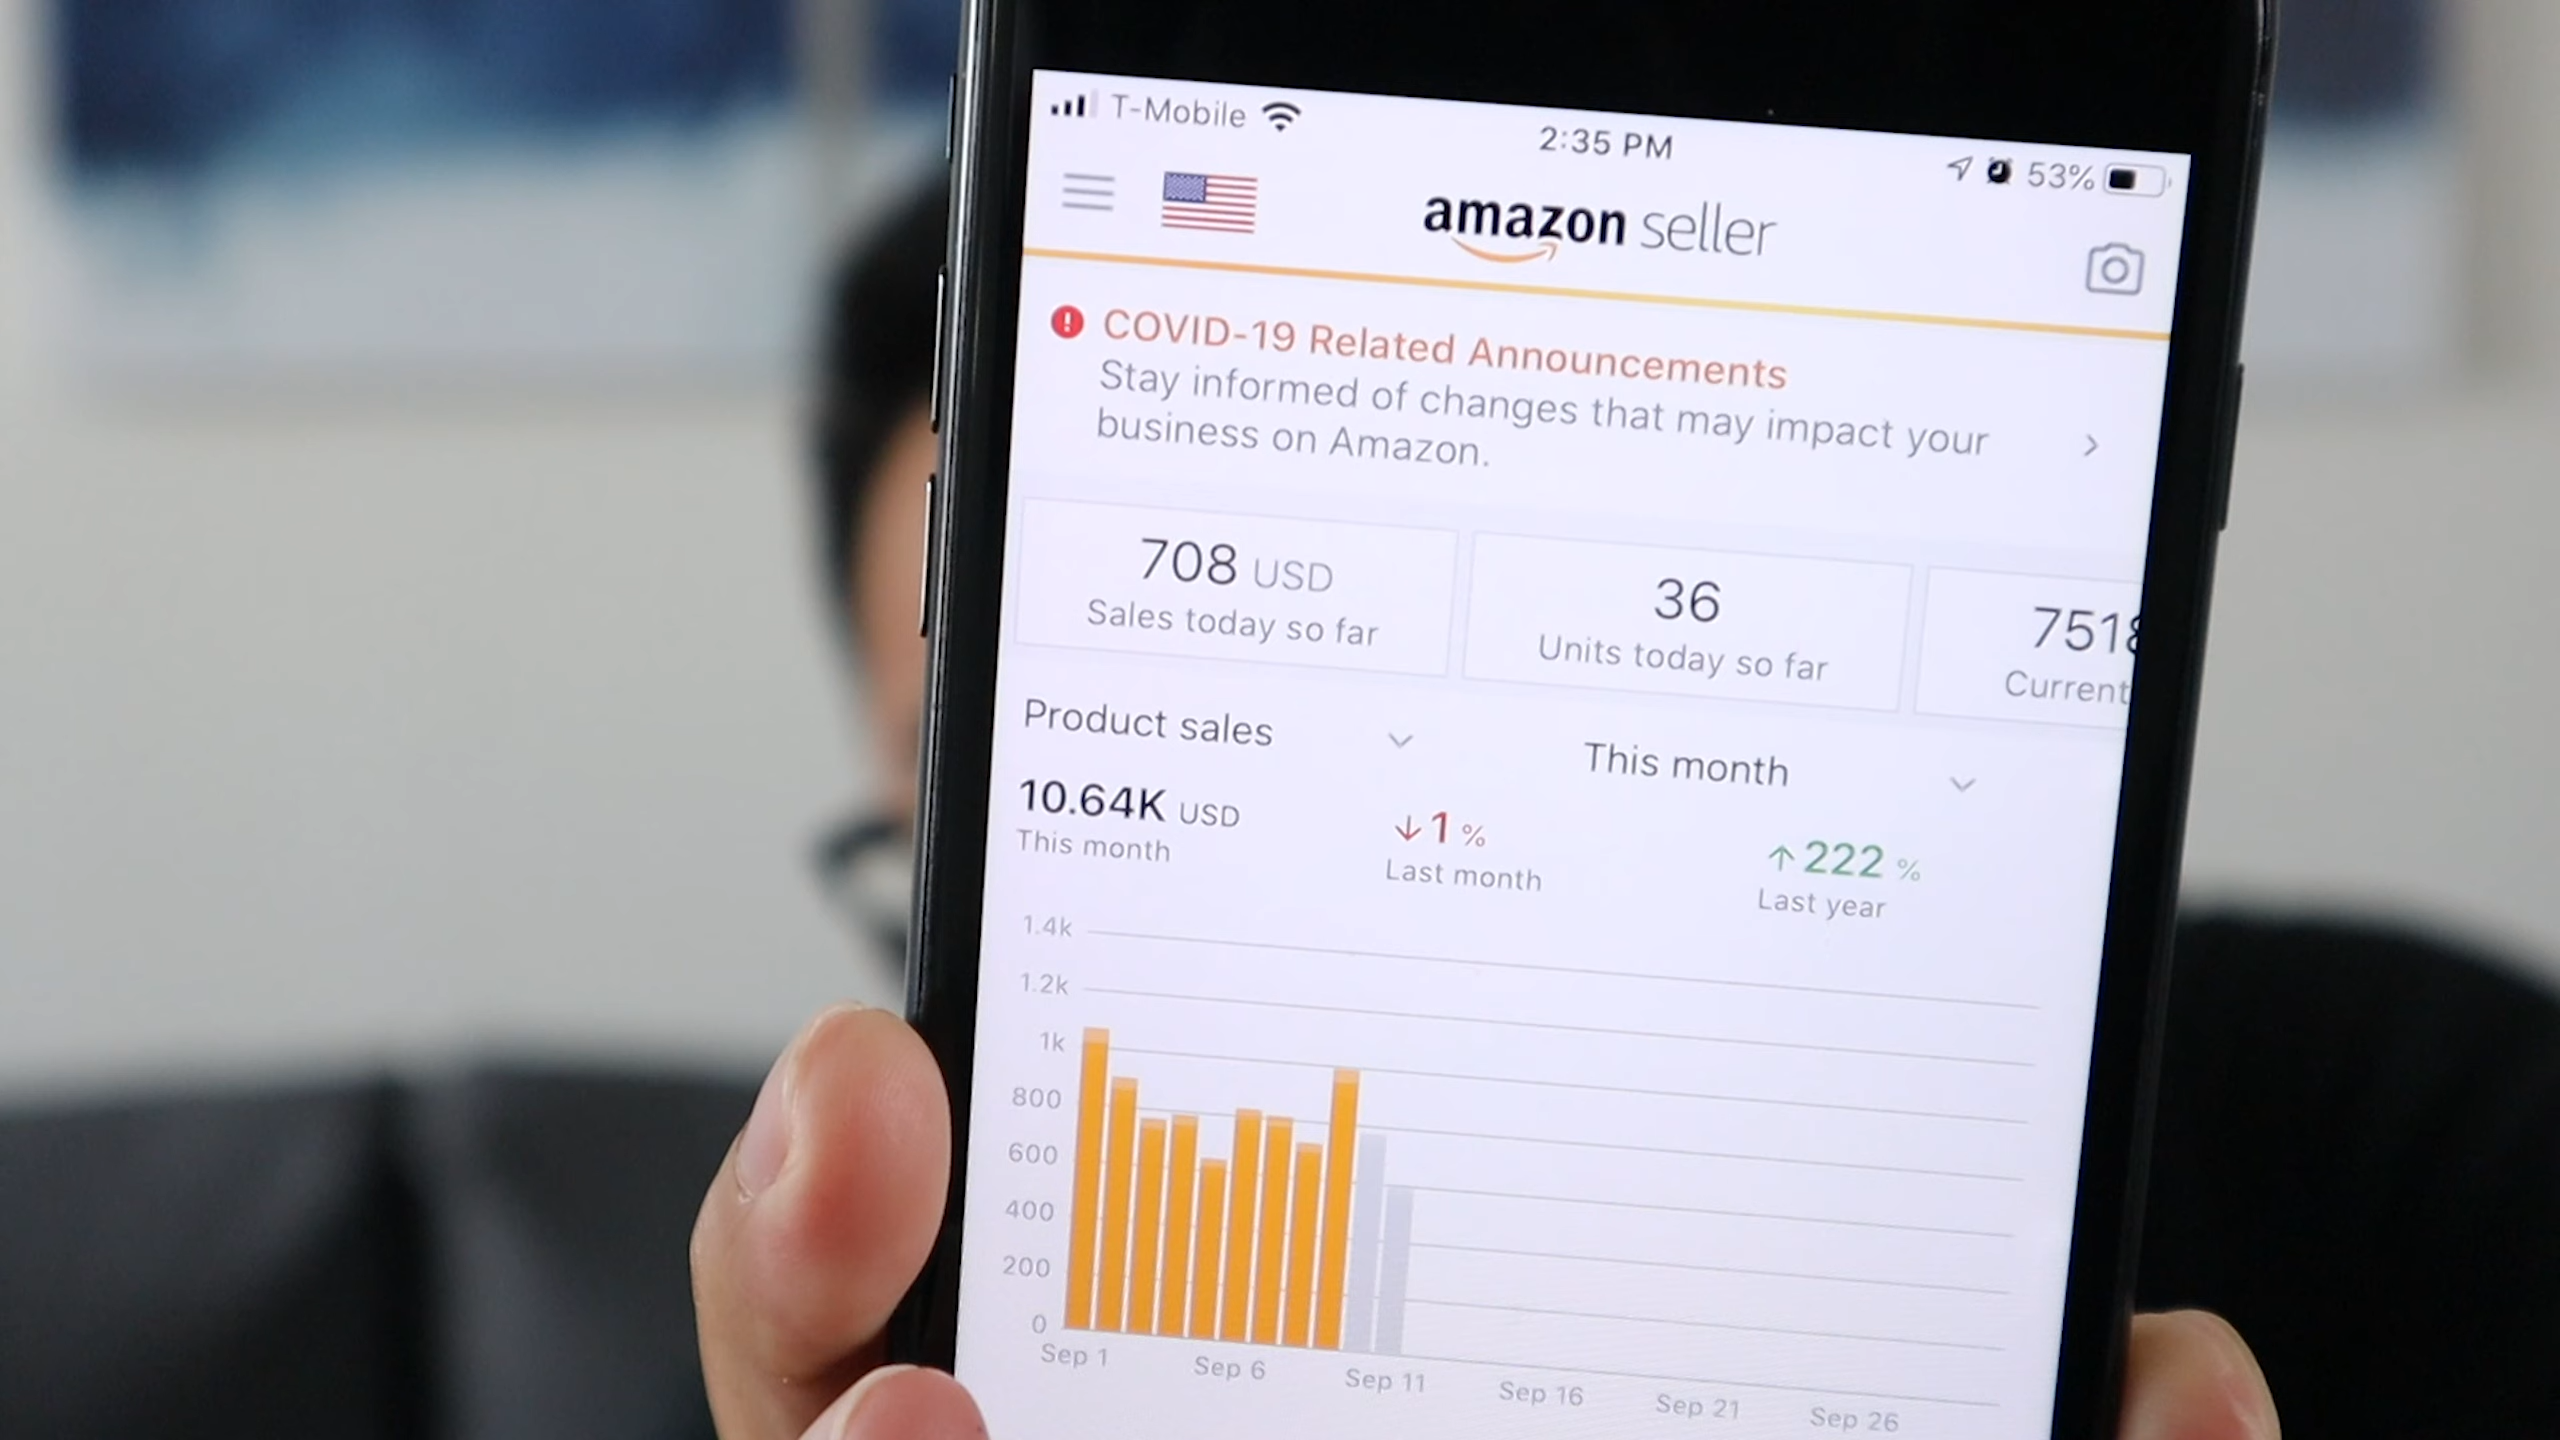 T-Mobile
2:35 PM
53%
amazon seller
COVID-19 Related Announcements
Stay informed of changes that may impact your
business on Amazon.
708 USD
Sales today so far
36
Units today so far
751
Current
Product sales
This month
10.64K USD
This month
↓1 %
Last month
↑222 %
Last year
1.4k
1.2k
1k
800
600
400
200
0
Sep 1
Sep 6
Sep 11
Sep 16
Sep 21
Sep 26